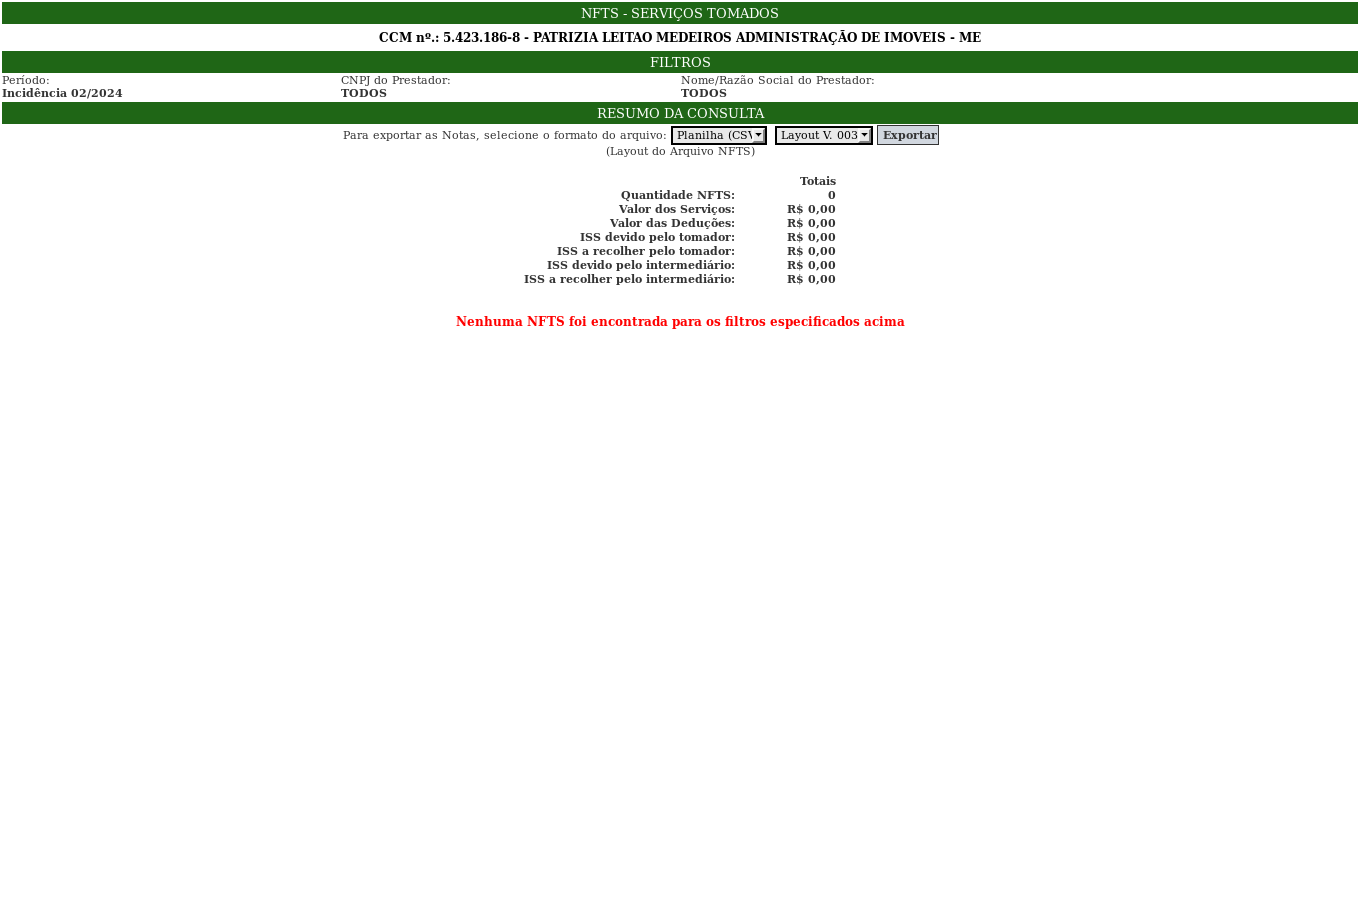 NFTS - SERVIÇOS TOMADOS
CCM nº.: 5.423.186-8 - PATRIZIA LEITAO MEDEIROS ADMINISTRAÇÃO DE IMOVEIS - ME
FILTROS
Período: CNPJ do Prestador: Nome/Razão Social do Prestador:
Incidência 02/2024 TODOS TODOS
RESUMO DA CONSULTA
Para exportar as Notas, selecione o formato do arquivo: Planilha (CSV Layout V. 003 Exportar
(Layout do Arquivo NFTS)
Totais
Quantidade NFTS: 0
Valor dos Serviços: R$ 0,00
Valor das Deduções: R$ 0,00
ISS devido pelo tomador: R$ 0,00
ISS a recolher pelo tomador: R$ 0,00
ISS devido pelo intermediário: R$ 0,00
ISS a recolher pelo intermediário: R$ 0,00
Nenhuma NFTS foi encontrada para os filtros especificados acima